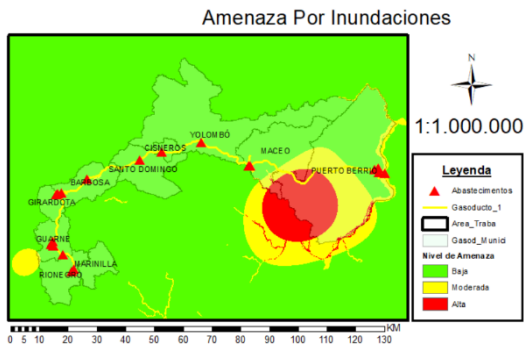 Amenaza Por Inundaciones
N
1:1.000.000
YOLOMBÓ
CISNEROS
MACEO
SANTO DOMINGO
PUERTO BERRIO
BARBOSA
GIRARDOTA
GUARNE
MARINILLA
RIONEGRO
Leyenda
Abastecimentos
Gasoducto_1
Area_Traba
Gasod_Munici
Nivel de Amenaza
Baja
Moderada
Alta
0 5 10 20 30 40 50 60 70 80 90 100 110 120 130 KM